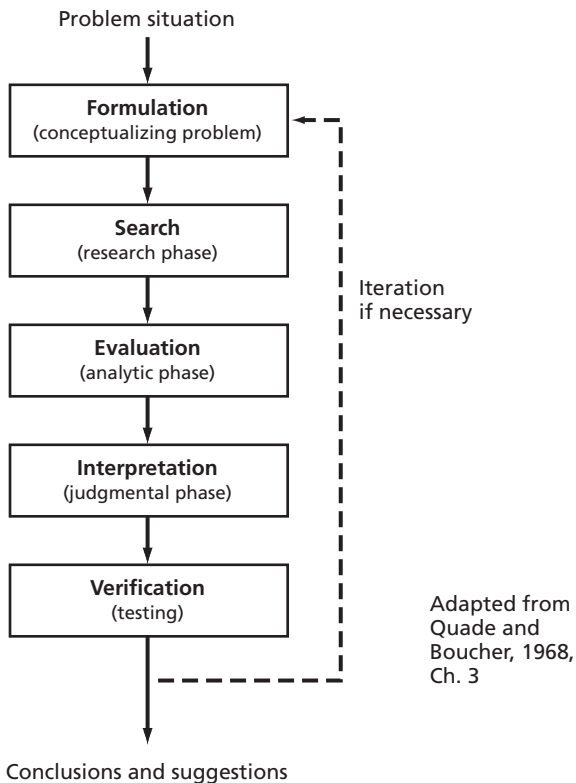 Problem situation
Formulation
(conceptualizing problem)
Search
(research phase)
Iteration
if necessary
Evaluation
(analytic phase)
Interpretation
(judgmental phase)
Verification
(testing)
Adapted from
Quade and
Boucher, 1968,
Ch. 3
Conclusions and suggestions